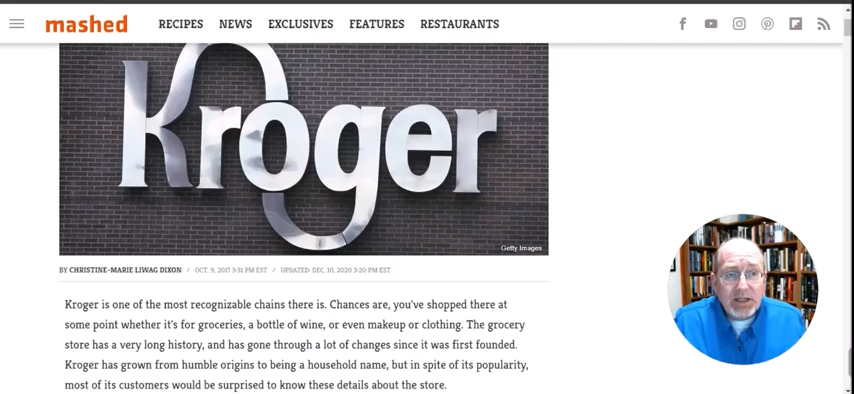 mashed RECIPES NEWS EXCLUSIVES FEATURES RESTAURANTS
Kroger
Getty Images
BY CHRISTINE-MARIE LIWAG DIXON / OCT. 9, 2017 3:31 PM EST / UPDATED: DEC. 10, 2020 3:20 PM EST
Kroger is one of the most recognizable chains there is. Chances are, you've shopped there at
some point whether it's for groceries, a bottle of wine, or even makeup or clothing. The grocery
store has a very long history, and has gone through a lot of changes since it was first founded.
Kroger has grown from humble origins to being a household name, but in spite of its popularity,
most of its customers would be surprised to know these details about the store.